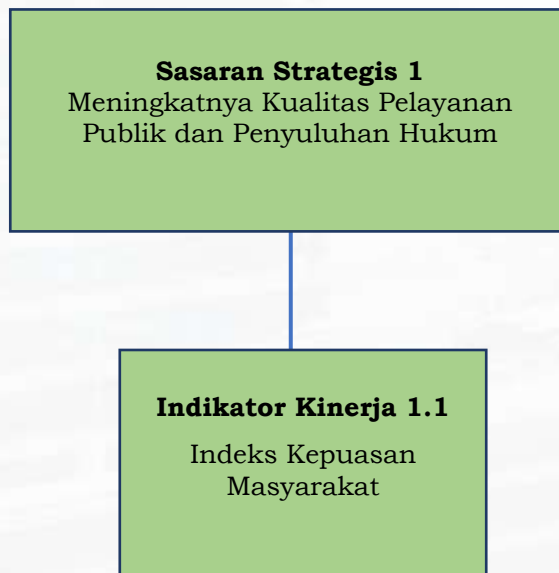 Sasaran Strategis 1
Meningkatnya Kualitas Pelayanan
Publik dan Penyuluhan Hukum
Indikator Kinerja 1.1
Indeks Kepuasan
Masyarakat